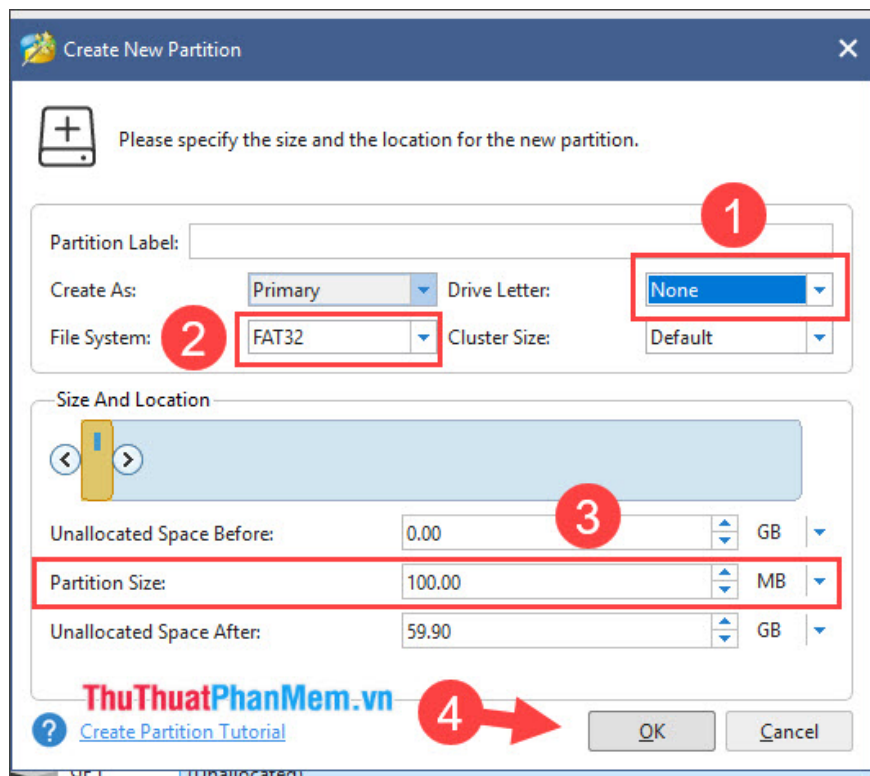 Create New Partition
Please specify the size and the location for the new partition.
1
Partition Label:
Create As: Primary Drive Letter: None
File System: 2 FAT32 Cluster Size: Default
Size And Location
3
Unallocated Space Before: 0.00 GB
Partition Size: 100.00 MB
Unallocated Space After: 59.90 GB
ThuThuatPhanMem.vn
4
? Create Partition Tutorial OK Cancel
(Unallocated)